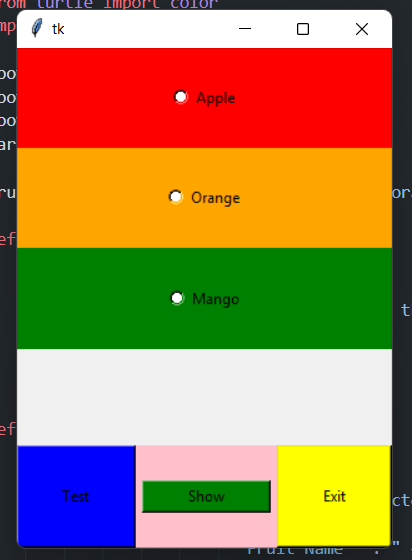 from turtle import color
tk
Apple
Orange
Mango
Test
Show
Exit
Fruit Name : "